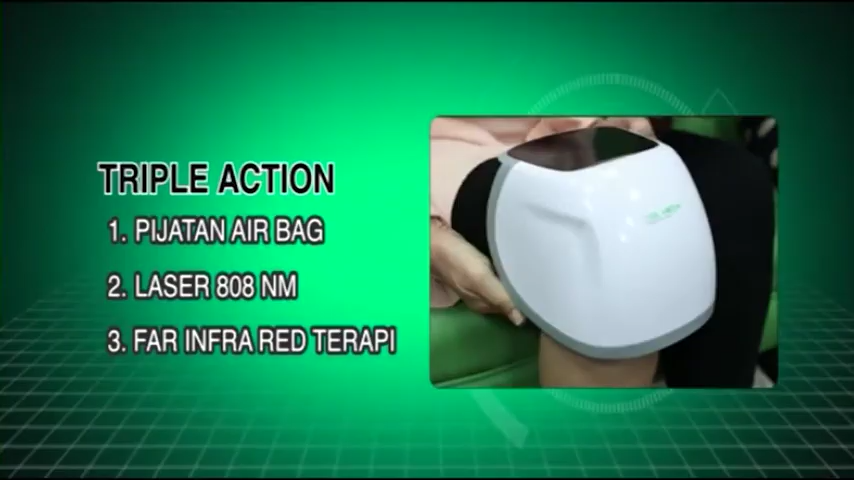 TRIPLE ACTION
1. PIJATAN AIR BAG
2. LASER 808 NM
3. FAR INFRA RED TERAPI